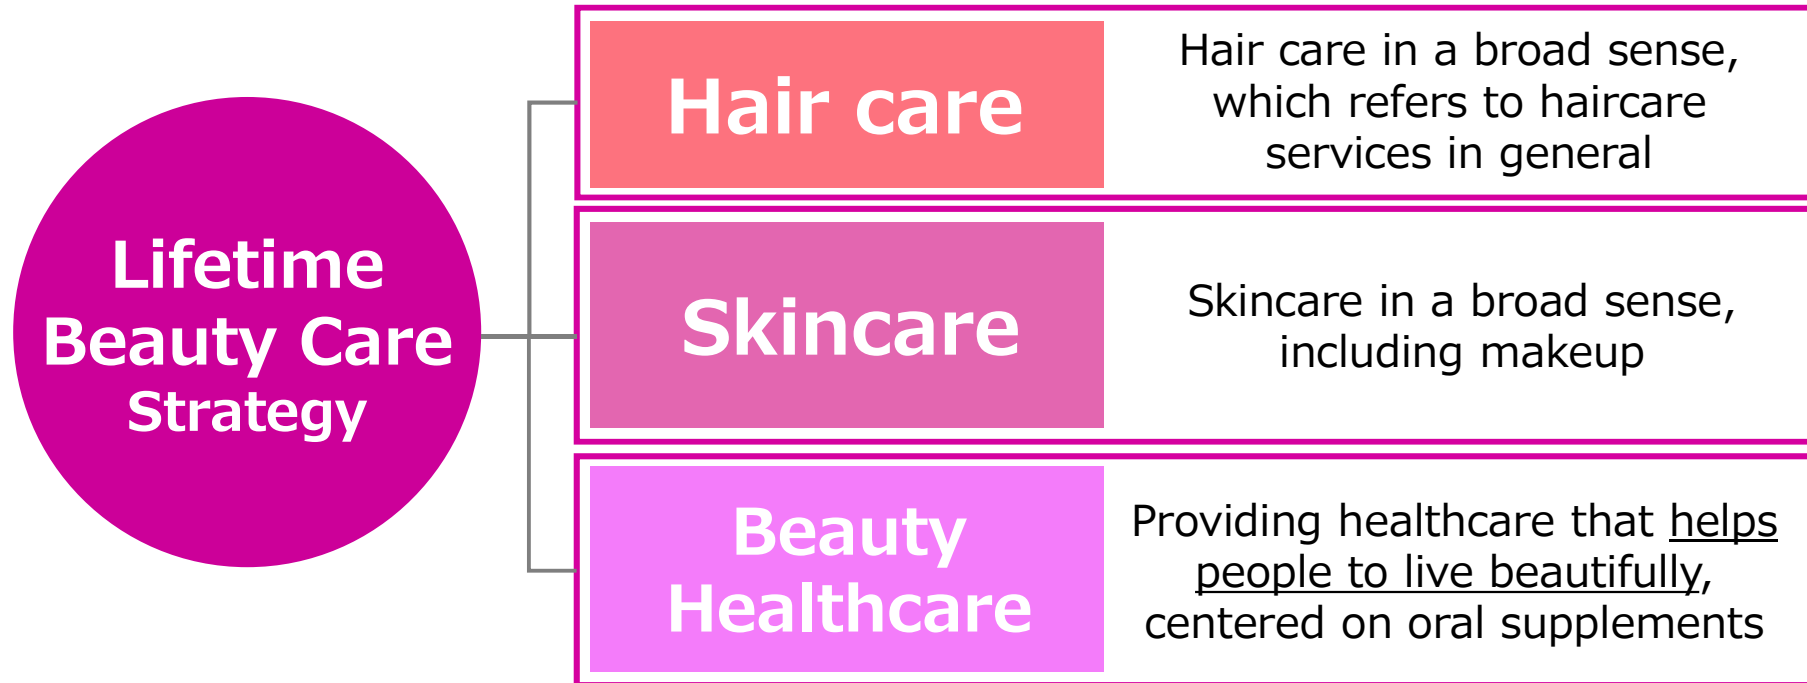 Lifetime
Beauty Care
Strategy
Hair care
Hair care in a broad sense,
which refers to haircare
services in general
Skincare
Skincare in a broad sense,
including makeup
Beauty
Healthcare
Providing healthcare that helps
people to live beautifully,
centered on oral supplements